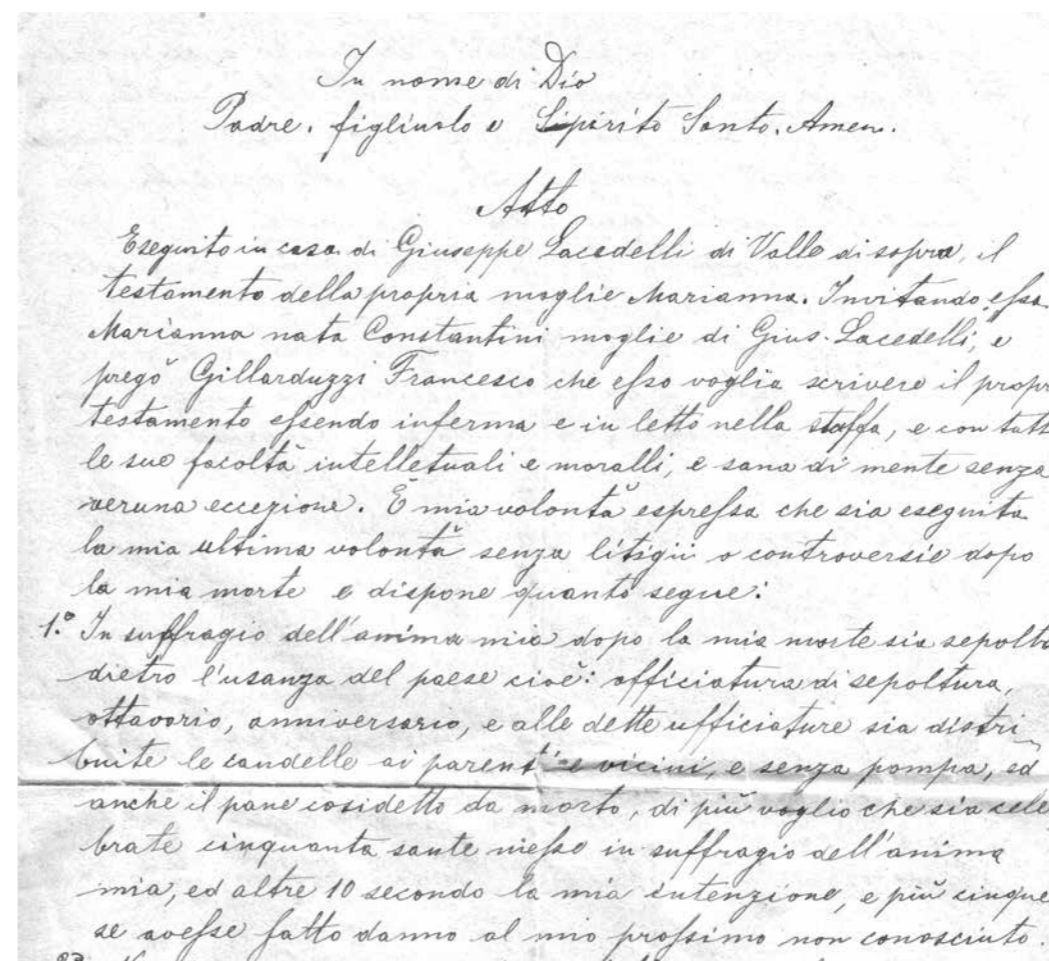 In nome di Dio
Padre, figliuolo e Spirito Santo. Amen.
Atto
Eseguito in casa di Giuseppe Lacedelli di Valle di sopra, il
testamento della propria moglie Marianna. Invitando essa
Marianna nata Constantini moglie di Gius. Lacedelli, e
pregò Gillarduzzi Francesco che esso voglia scrivere il propr
testamento essendo inferma e in letto nella stuffa, e con tutt
le sue facoltà intelletuali e moralli, e sana di mente senza
veruna eccezione. È mia volontà espressa che sia eseguita
la mia ultima volontà senza litigii o controversie dopo
la mia morte e dispone quanto segue:
1.° In suffragio dell'anima mia dopo la mia morte sia sepolta
dietro l'usanza del paese cioè: officiatura di sepoltura,
ottavario, anniversario, e alle dette ufficiature sia distri
buite le candelle ai parenti e vicini, e senza pompa, ed
anche il pane cosidetto da morto, di più voglio che sia cele
brate cinquanta sante messe in suffragio dell'anima
mia, ed altre 10 secondo la mia intenzione, e più cinque
se avesse fatto danno al mio prossimo non conosciuto.